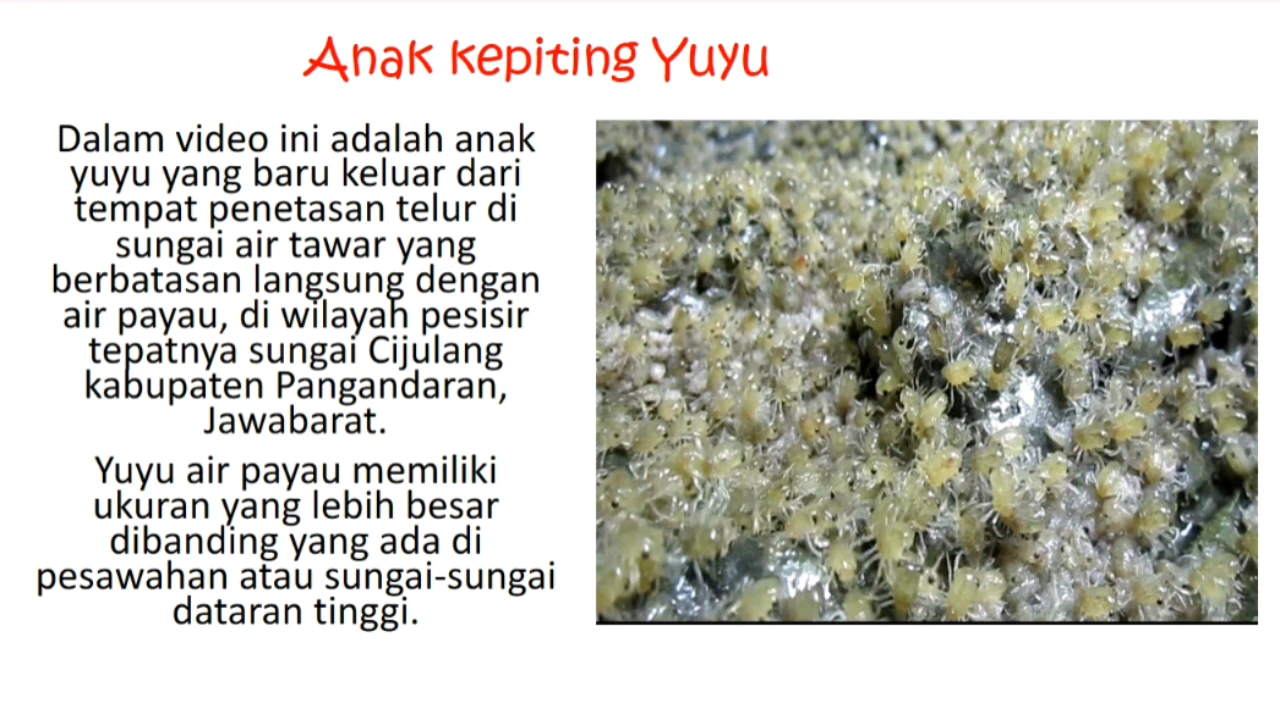 Anak kepiting Yuyu
Dalam video ini adalah anak
yuyu yang baru keluar dari
tempat penetasan telur di
sungai air tawar yang
berbatasan langsung dengan
air payau, di wilayah pesisir
tepatnya sungai Cijulang
kabupaten Pangandaran,
Jawabarat.
Yuyu air payau memiliki
ukuran yang lebih besar
dibanding yang ada di
pesawahan atau sungai-sungai
dataran tinggi.